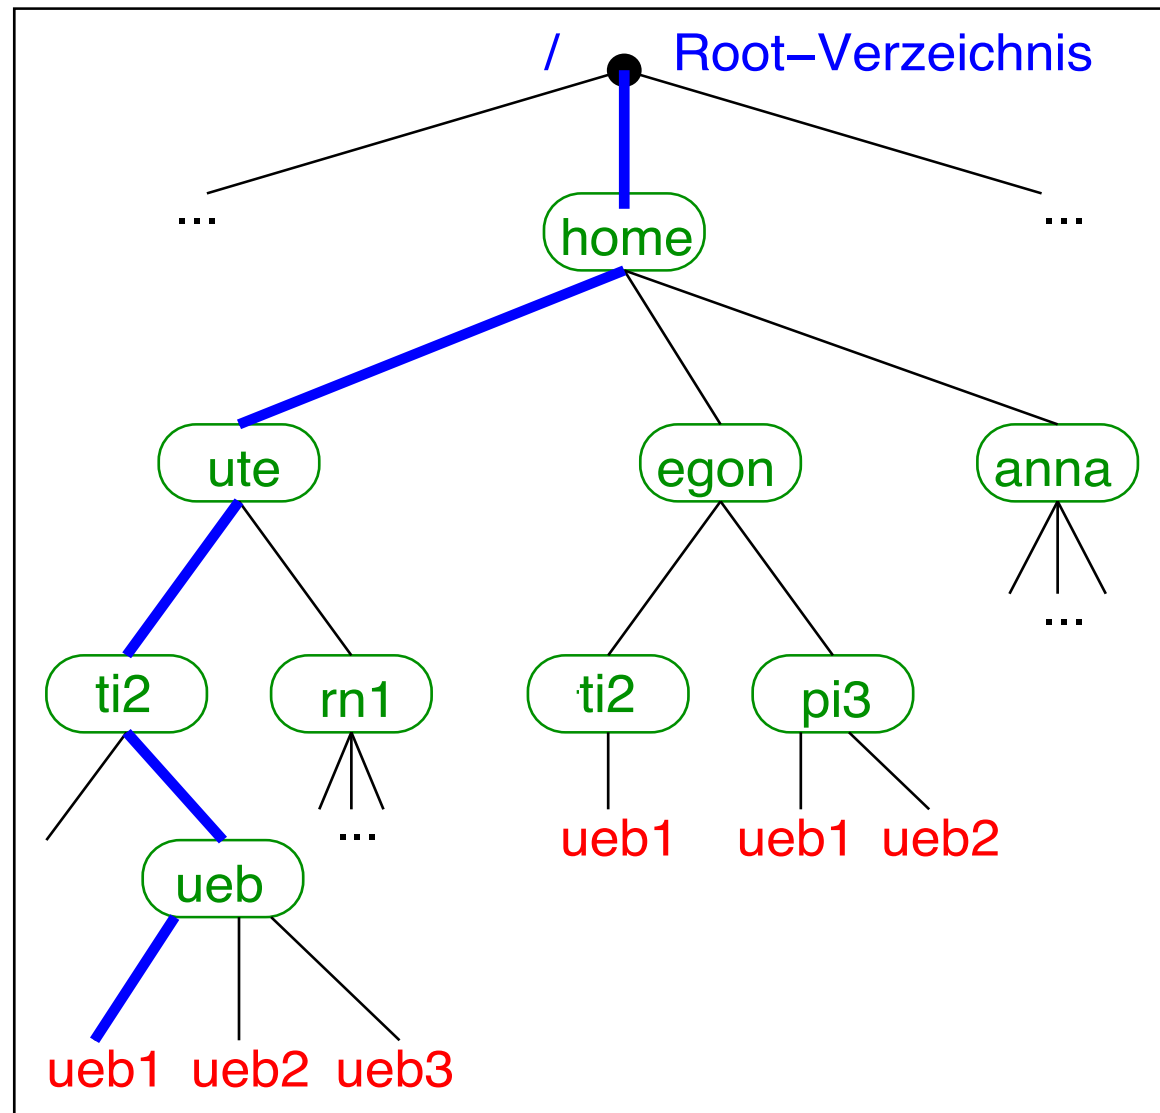 / Root–Verzeichnis
... home ...
ute egon anna
...
ti2 rn1 ti2 pi3
... ueb1 ueb1 ueb2
ueb
ueb1 ueb2 ueb3